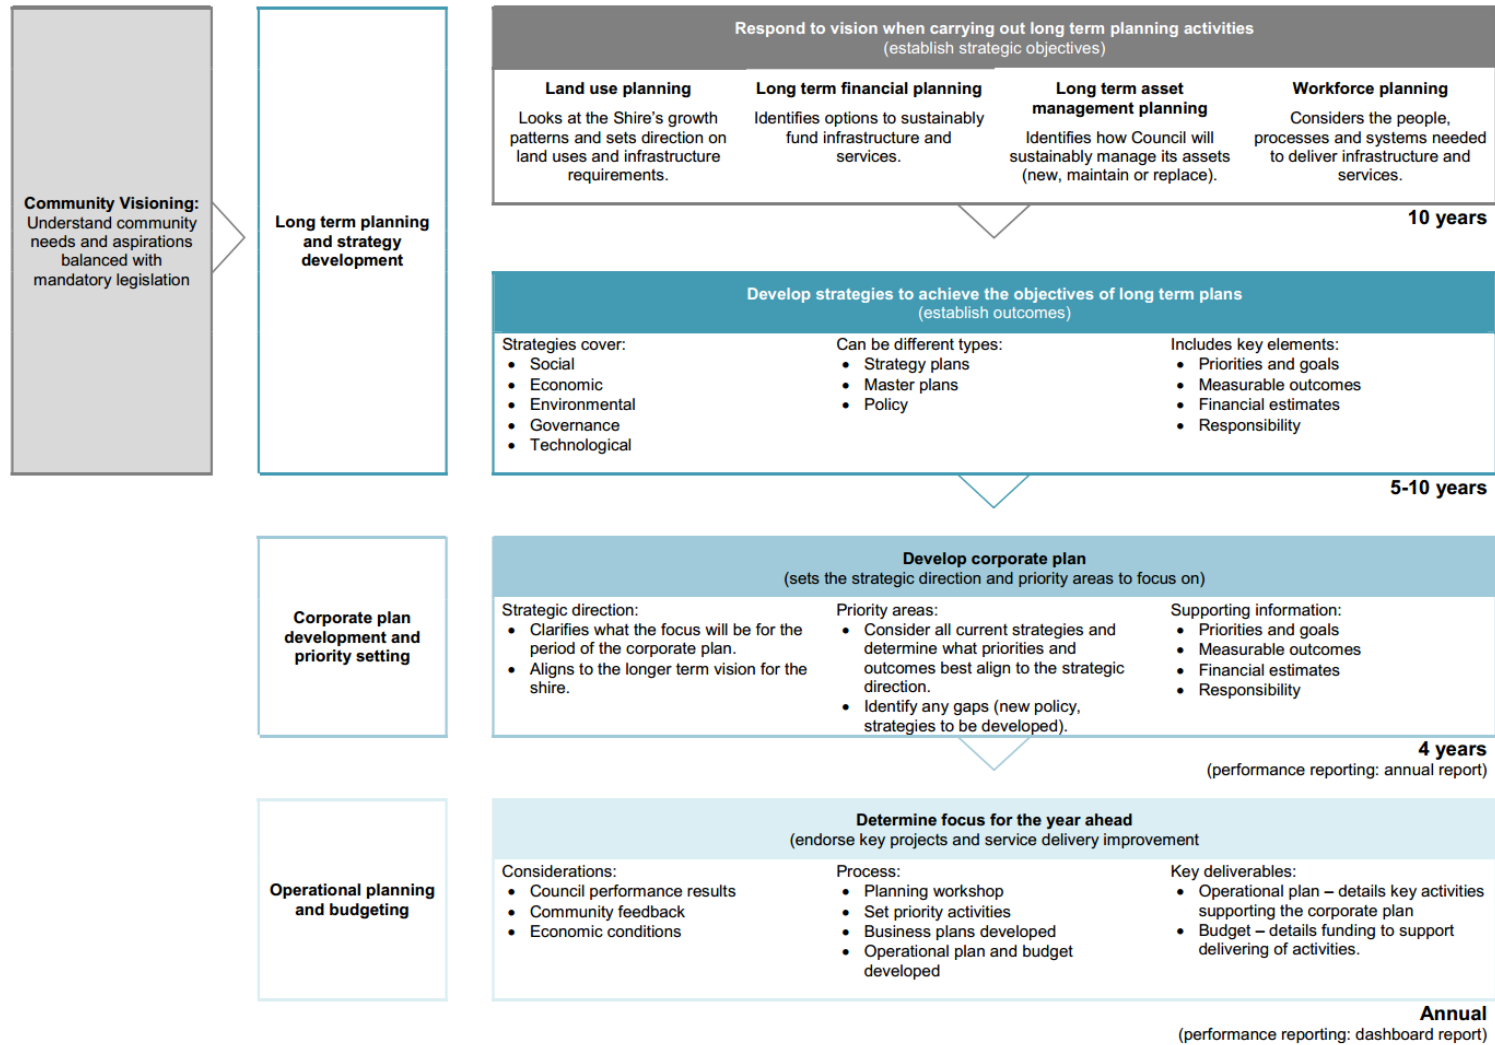 Community Visioning:
Understand community
needs and aspirations
balanced with
mandatory legislation
Long term planning
and strategy
development
Respond to vision when carrying out long term planning activities
(establish strategic objectives)
Land use planning
Looks at the Shire's growth
patterns and sets direction on
land uses and infrastructure
requirements.
Long term financial planning
Identifies options to sustainably
fund infrastructure and
services.
Long term asset
management planning
Identifies how Council will
sustainably manage its assets
(new, maintain or replace).
Workforce planning
Considers the people,
processes and systems needed
to deliver infrastructure and
services.
10 years
Develop strategies to achieve the objectives of long term plans
(establish outcomes)
Strategies cover:
• Social
• Economic
• Environmental
• Governance
• Technological
Can be different types:
• Strategy plans
• Master plans
• Policy
Includes key elements:
• Priorities and goals
• Measurable outcomes
• Financial estimates
• Responsibility
5-10 years
Corporate plan
development and
priority setting
Develop corporate plan
(sets the strategic direction and priority areas to focus on)
Strategic direction:
• Clarifies what the focus will be for the
period of the corporate plan.
• Aligns to the longer term vision for the
shire.
Priority areas:
• Consider all current strategies and
determine what priorities and
outcomes best align to the strategic
direction.
• Identify any gaps (new policy,
strategies to be developed).
Supporting information:
• Priorities and goals
• Measurable outcomes
• Financial estimates
• Responsibility
4 years
(performance reporting: annual report)
Operational planning
and budgeting
Determine focus for the year ahead
(endorse key projects and service delivery improvement
Considerations:
• Council performance results
• Community feedback
• Economic conditions
Process:
• Planning workshop
• Set priority activities
• Business plans developed
• Operational plan and budget
developed
Key deliverables:
• Operational plan – details key activities
supporting the corporate plan
• Budget – details funding to support
delivering of activities.
Annual
(performance reporting: dashboard report)